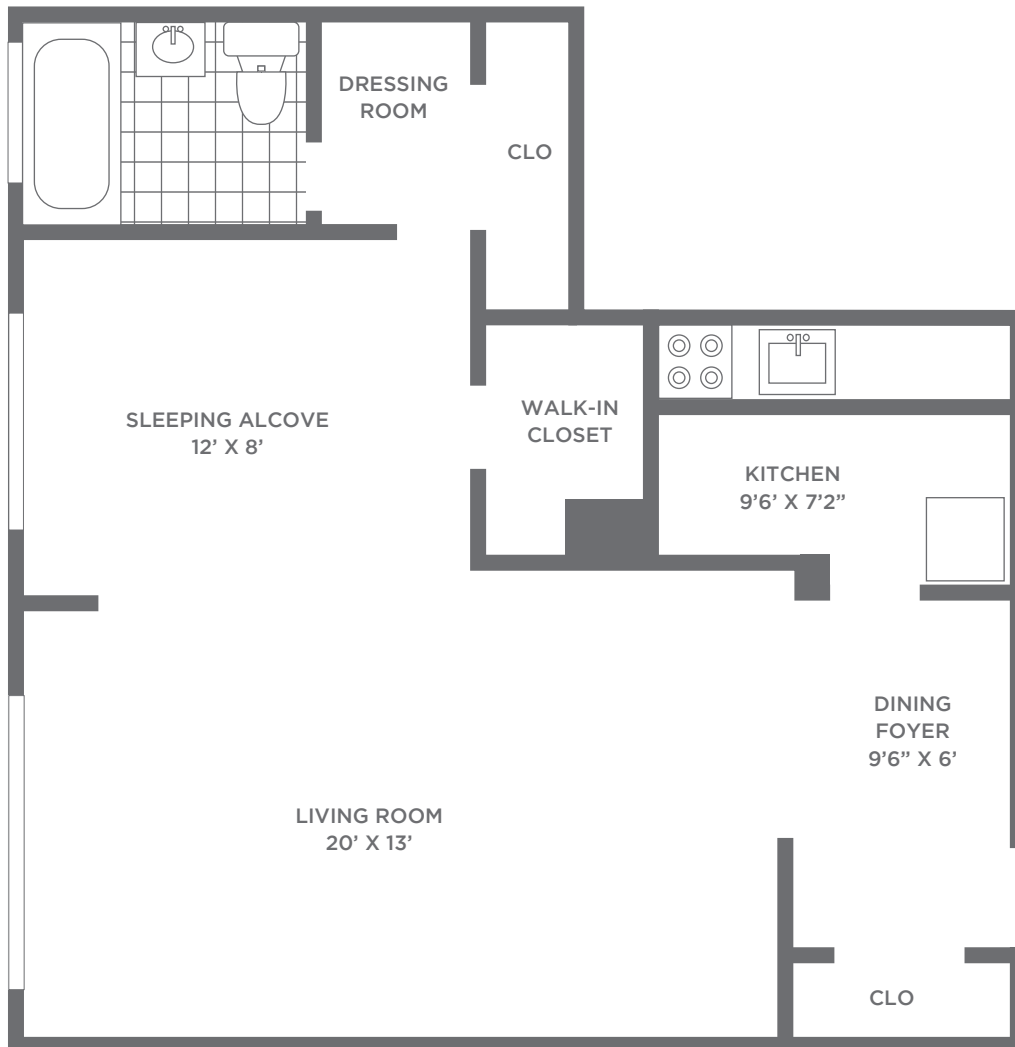 DRESSING
ROOM
CLO
SLEEPING ALCOVE
12’ X 8’
WALK-IN
CLOSET
KITCHEN
9’6’ X 7’2”
DINING
FOYER
9’6” X 6’
LIVING ROOM
20’ X 13’
CLO